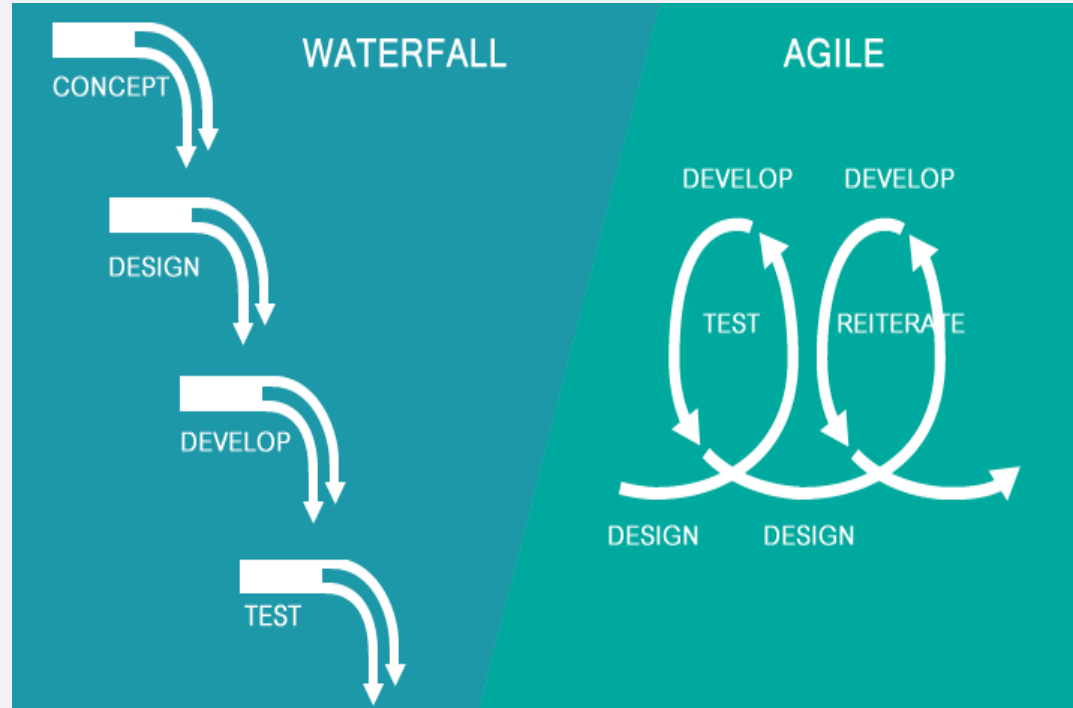 WATERFALL
CONCEPT
DESIGN
DEVELOP
TEST
AGILE
DEVELOP DEVELOP
TEST REITERATE
DESIGN DESIGN